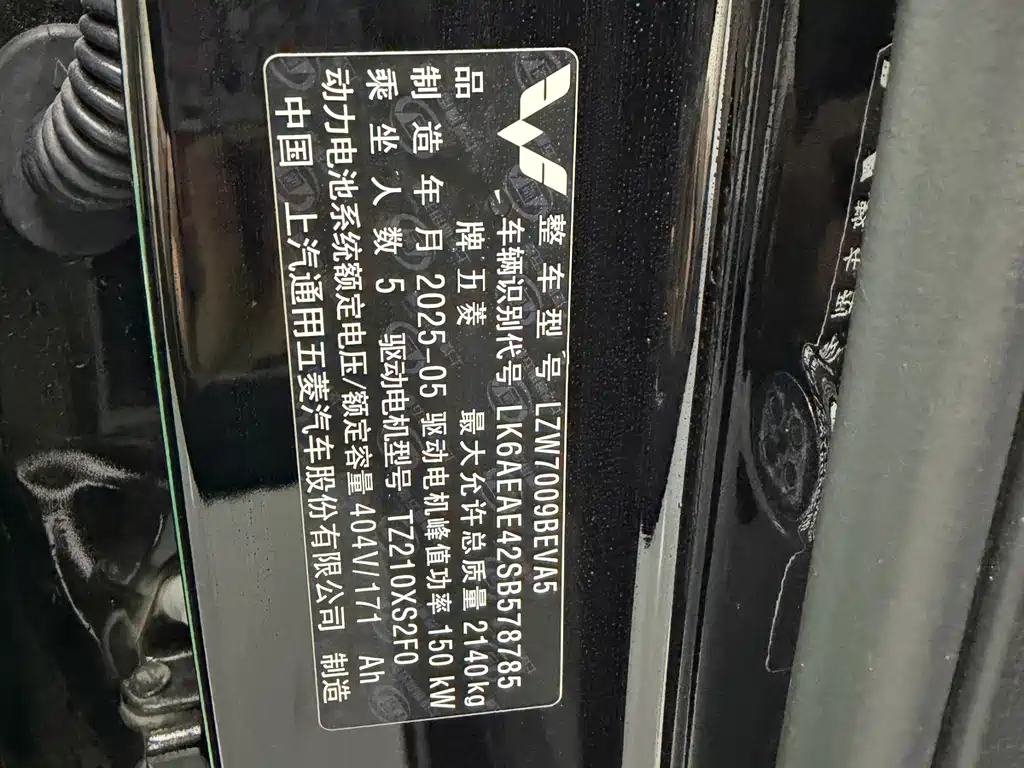 整车型号 LZW7009BEVA5
车辆识别代号 LK6AEAE42SB578785
品牌 五菱 最大允许总质量 2140kg
制造年月 2025-05 驱动电机峰值功率 150kW
乘坐人数 5 驱动电机型号 TZ210XS2F0
动力电池系统额定电压/额定容量 404V/171 Ah
中国 上汽通用五菱汽车股份有限公司 制造